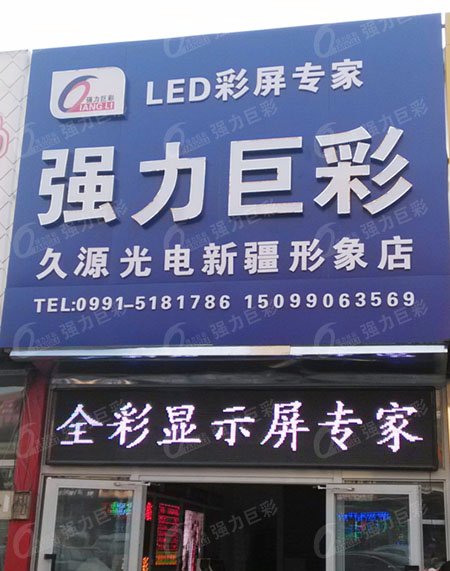 强力巨彩
QIANG LI
LED彩屏专家
强力巨彩
久源光电新疆形象店
TEL:0991-5181786 15099063569
全彩显示屏专家